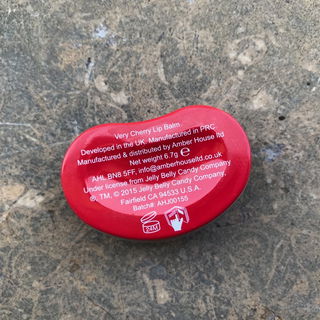 Very Cherry Lip Balm.
Developed in the UK. Manufactured in PRC.
Manufactured & distributed by Amber House ltd
Net weight 6.7g ℮
AHL BN8 5FF, info@amberhouseltd.co.uk
Under license from Jelly Belly Candy Company,
®, TM, © 2015 Jelly Belly Candy Company,
Fairfield CA 94533 U.S.A.
Batch# AHJ00155
24M